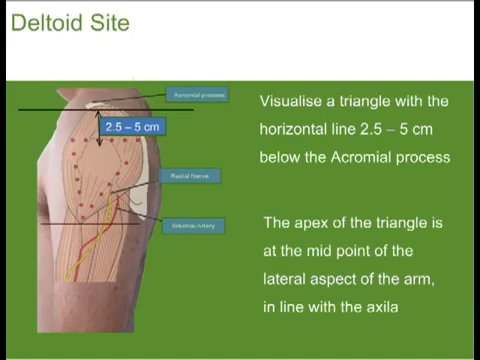 Deltoid Site
Acromial process
2.5 – 5 cm
Radial Nerve
Brachial Artery
Visualise a triangle with the
horizontal line 2.5 – 5 cm
below the Acromial process
The apex of the triangle is
at the mid point of the
lateral aspect of the arm,
in line with the axila